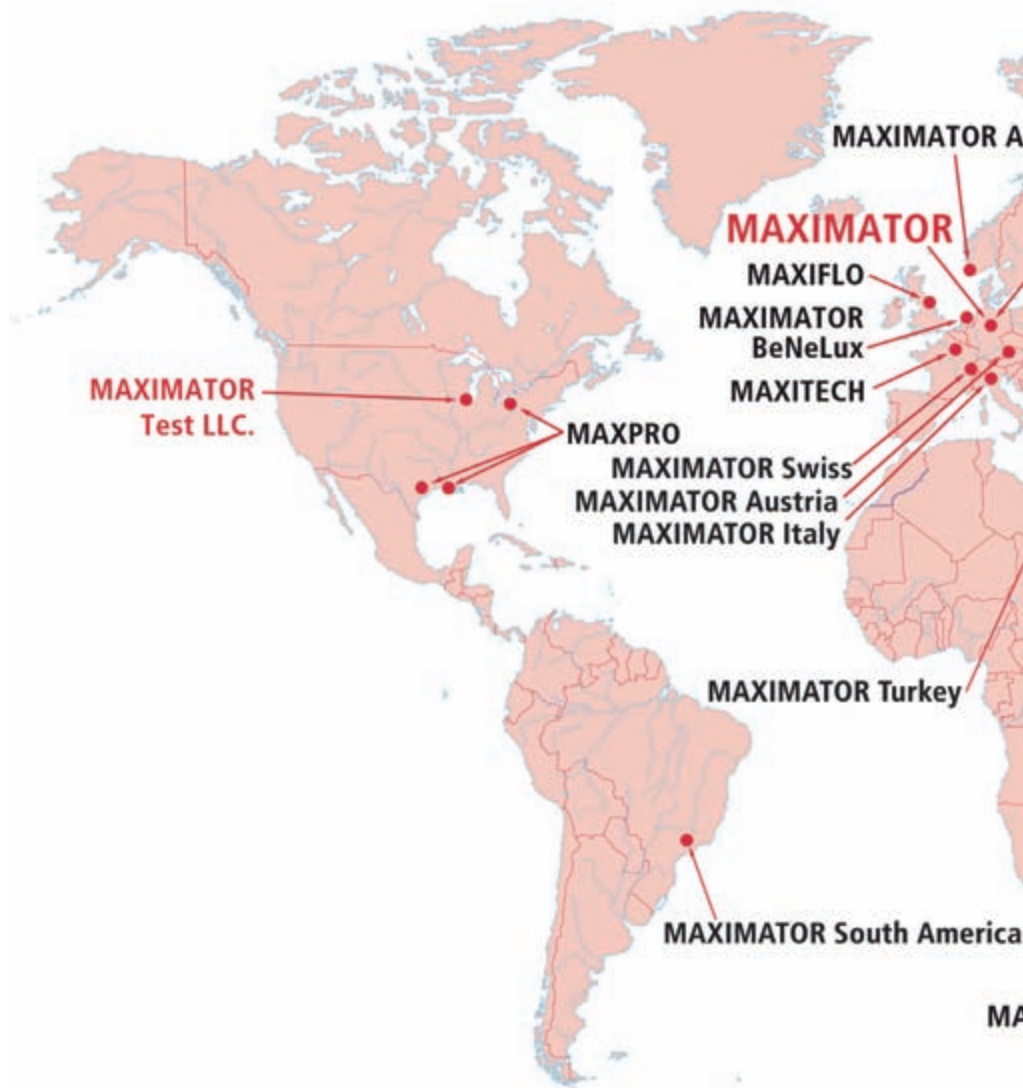 MAXIMATOR A
MAXIMATOR
MAXIFLO
MAXIMATOR
BeNeLux
MAXITECH
MAXIMATOR
Test LLC.
MAXPRO
MAXIMATOR Swiss
MAXIMATOR Austria
MAXIMATOR Italy
MAXIMATOR Turkey
MAXIMATOR South America
MA